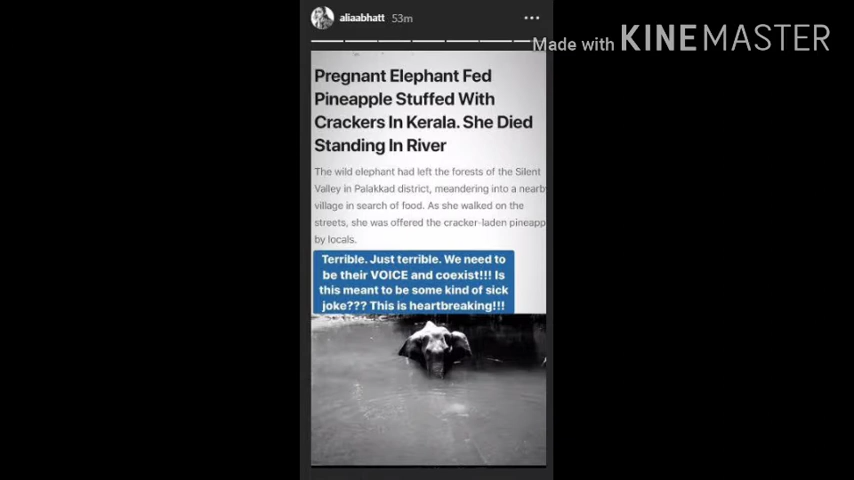 aliaabhatt 53m
Made with KINEMASTER
Pregnant Elephant Fed
Pineapple Stuffed With
Crackers In Kerala. She Died
Standing In River
The wild elephant had left the forests of the Silent
Valley in Palakkad district, meandering into a nearb
village in search of food. As she walked on the
streets, she was offered the cracker-laden pineapp
by locals.
Terrible. Just terrible. We need to
be their VOICE and coexist!!! Is
this meant to be some kind of sick
joke??? This is heartbreaking!!!